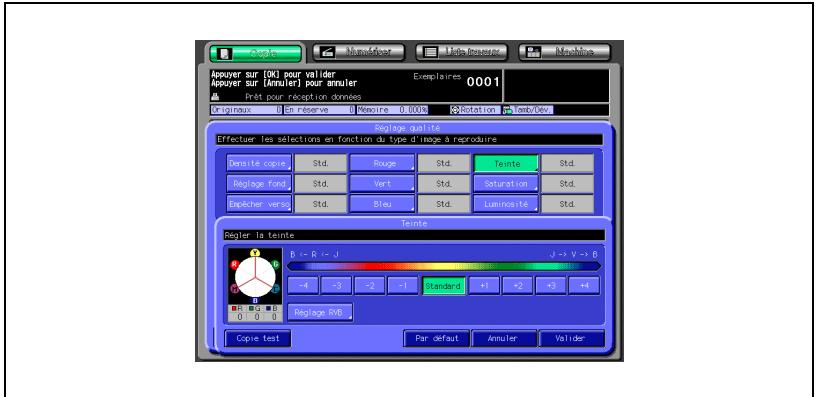 Copie Numériser Liste travaux Machine
Appuyer sur [OK] pour valider
Appuyer sur [Annuler] pour annuler
Exemplaires 0001
Prêt pour réception données
Originaux 0 En réserve 0 Mémoire 0.000% Rotation Tamb/Dév.
Réglage qualité
Effectuer les sélections en fonction du type d'image à reproduire
Densité copie Std. Rouge Std. Teinte Std.
Réglage fond Std. Vert Std. Saturation Std.
Empêcher verso Std. Bleu Std. Luminosité Std.
Teinte
Régler la teinte
B <- R <- J J -> V -> B
Y
R G
M C
B
-4 -3 -2 -1 Standard +1 +2 +3 +4
R G B
0 0 0
Réglage RVB
Copie test Par défaut Annuler Valider